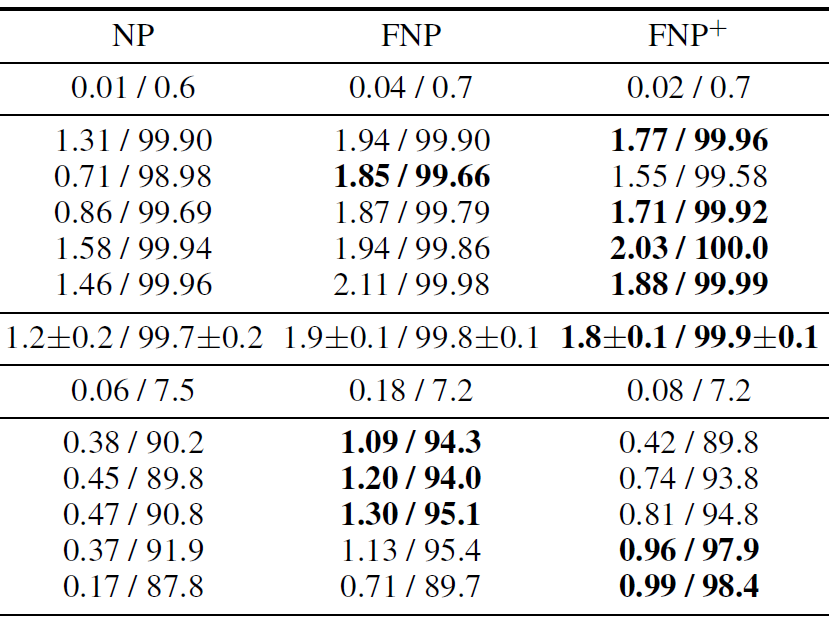 NP FNP FNP+
0.01 / 0.6 0.04 / 0.7 0.02 / 0.7
1.31 / 99.90 1.94 / 99.90 1.77 / 99.96
0.71 / 98.98 1.85 / 99.66 1.55 / 99.58
0.86 / 99.69 1.87 / 99.79 1.71 / 99.92
1.58 / 99.94 1.94 / 99.86 2.03 / 100.0
1.46 / 99.96 2.11 / 99.98 1.88 / 99.99
1.2±0.2 / 99.7±0.2 1.9±0.1 / 99.8±0.1 1.8±0.1 / 99.9±0.1
0.06 / 7.5 0.18 / 7.2 0.08 / 7.2
0.38 / 90.2 1.09 / 94.3 0.42 / 89.8
0.45 / 89.8 1.20 / 94.0 0.74 / 93.8
0.47 / 90.8 1.30 / 95.1 0.81 / 94.8
0.37 / 91.9 1.13 / 95.4 0.96 / 97.9
0.17 / 87.8 0.71 / 89.7 0.99 / 98.4